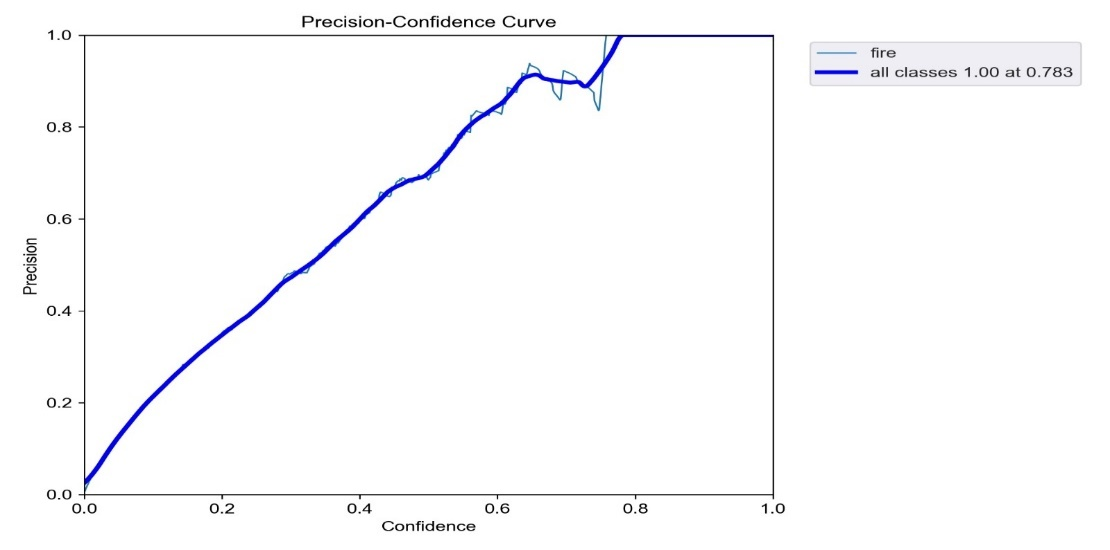 Precision-Confidence Curve
1.0
0.8
0.6
0.4
0.2
0.0
Precision
0.0 0.2 0.4 0.6 0.8 1.0
Confidence
fire
all classes 1.00 at 0.783